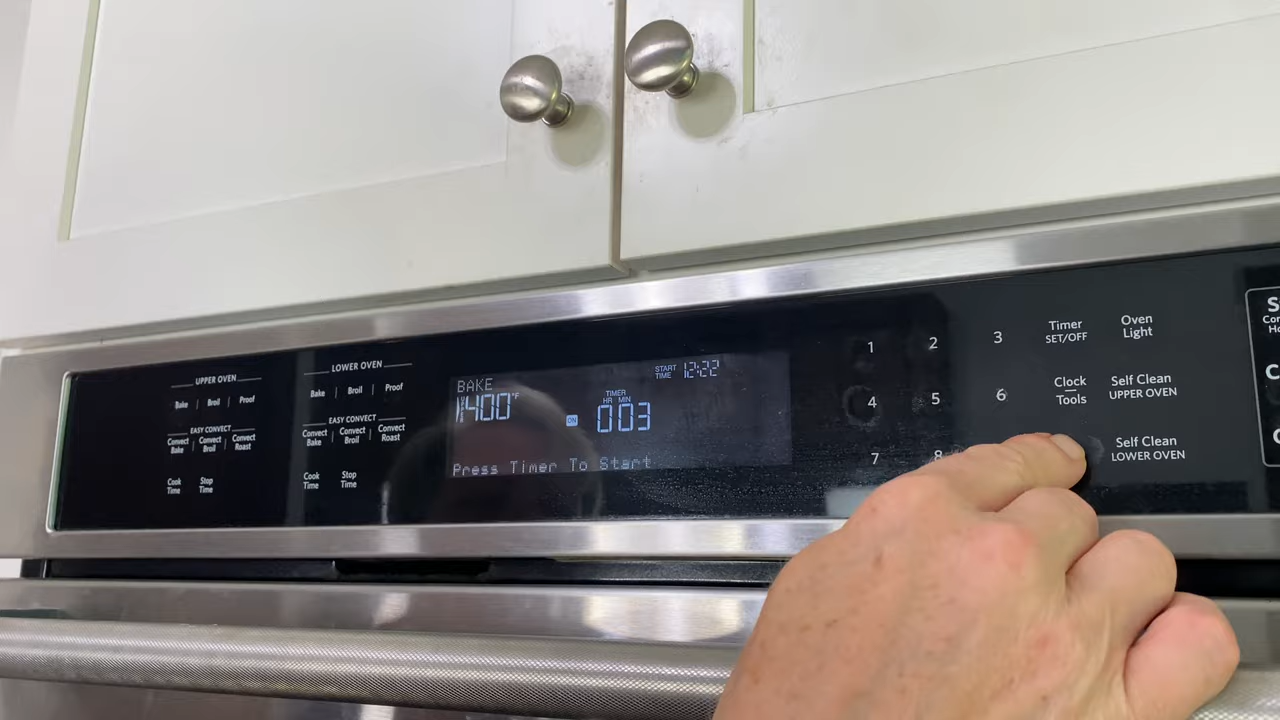 UPPER OVEN
Bake | Broil | Proof
EASY CONVECT
Convect Bake | Convect Broil | Convect Roast
Cook Time
Stop Time
LOWER OVEN
Bake | Broil | Proof
EASY CONVECT
Convect Bake | Convect Broil | Convect Roast
Cook Time
Stop Time
BAKE
400°F
ON
TIMER
HR MIN
003
START TIME 12:22
Press Timer To Start
1 2 3
4 5 6
7 8
Timer
SET/OFF
Oven
Light
Clock
Tools
Self Clean
UPPER OVEN
Self Clean
LOWER OVEN